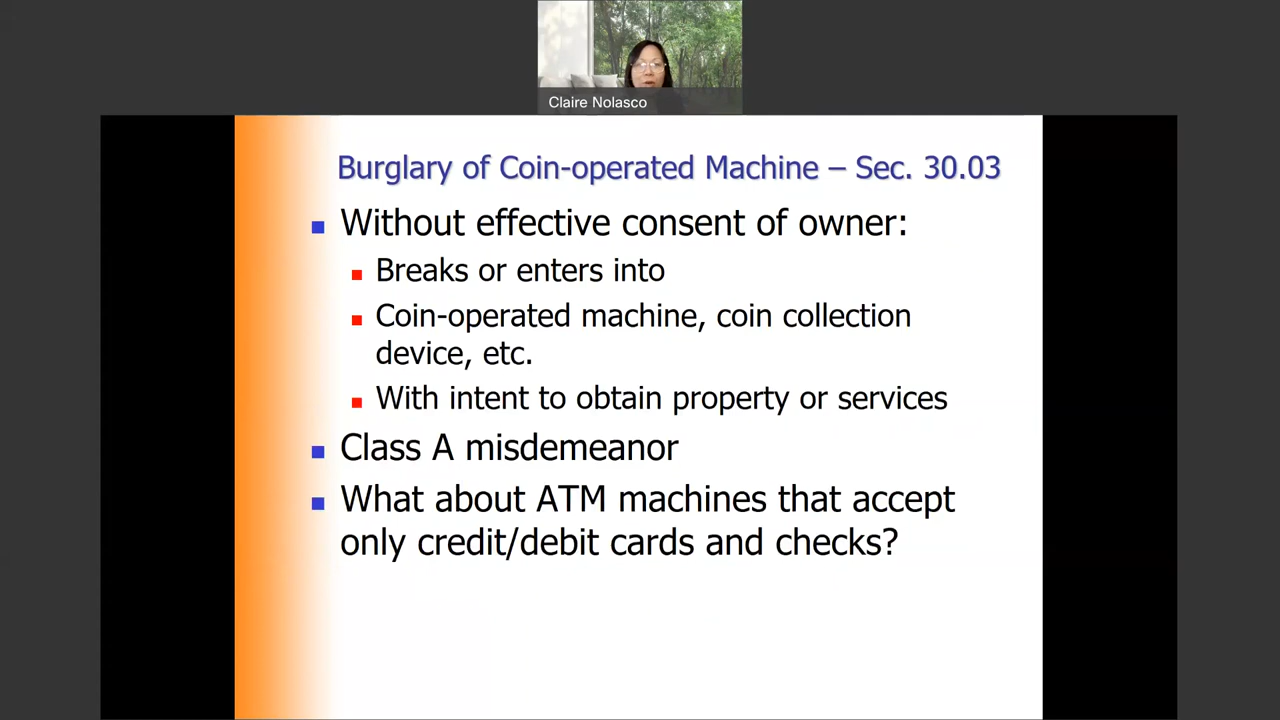 Claire Nolasco
Burglary of Coin-operated Machine – Sec. 30.03
Without effective consent of owner:
Breaks or enters into
Coin-operated machine, coin collection
device, etc.
With intent to obtain property or services
Class A misdemeanor
What about ATM machines that accept
only credit/debit cards and checks?